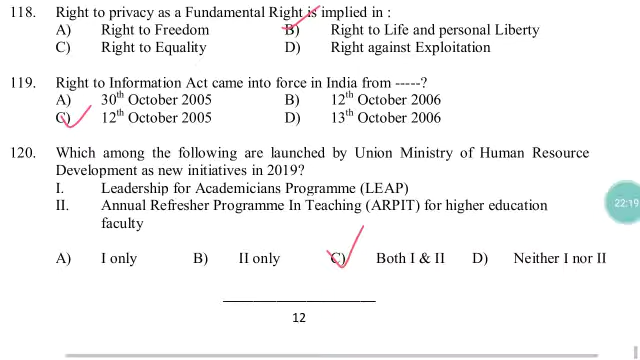 118. Right to privacy as a Fundamental Right is implied in :
A) Right to Freedom B) Right to Life and personal Liberty
C) Right to Equality D) Right against Exploitation
119. Right to Information Act came into force in India from -----?
A) 30th October 2005 B) 12th October 2006
C) 12th October 2005 D) 13th October 2006
120. Which among the following are launched by Union Ministry of Human Resource
Development as new initiatives in 2019?
I. Leadership for Academicians Programme (LEAP)
II. Annual Refresher Programme In Teaching (ARPIT) for higher education
faculty
22:19
A) I only B) II only C) Both I & II D) Neither I nor II
12